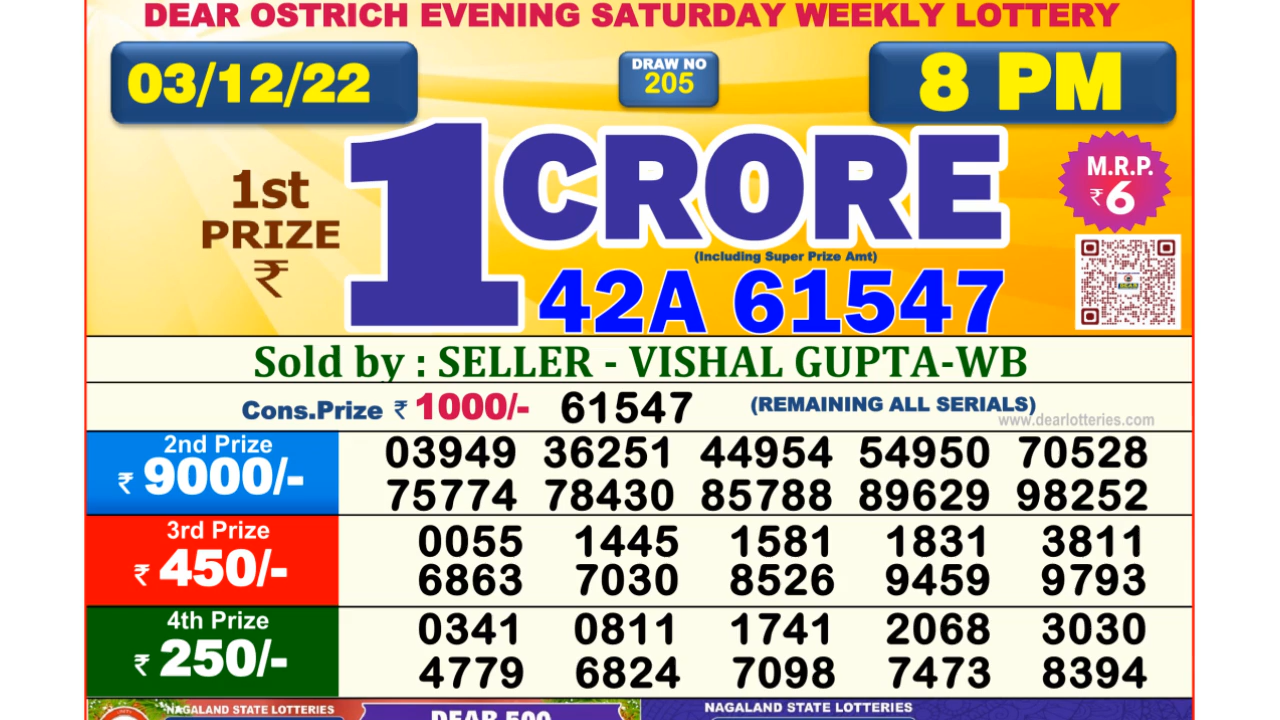 DEAR OSTRICH EVENING SATURDAY WEEKLY LOTTERY
03/12/22
DRAW NO
205
8 PM
1st
PRIZE
₹
1 CRORE
(Including Super Prize Amt)
42A 61547
M.R.P.
₹ 6
Sold by : SELLER - VISHAL GUPTA-WB
Cons.Prize ₹ 1000/- 61547 (REMAINING ALL SERIALS)
www.dearlotteries.com
2nd Prize
₹ 9000/-
03949 36251 44954 54950 70528
75774 78430 85788 89629 98252
3rd Prize
₹ 450/-
0055 1445 1581 1831 3811
6863 7030 8526 9459 9793
4th Prize
₹ 250/-
0341 0811 1741 2068 3030
4779 6824 7098 7473 8394
NAGALAND STATE LOTTERIES
DEAR 500
NAGALAND STATE LOTTERIES